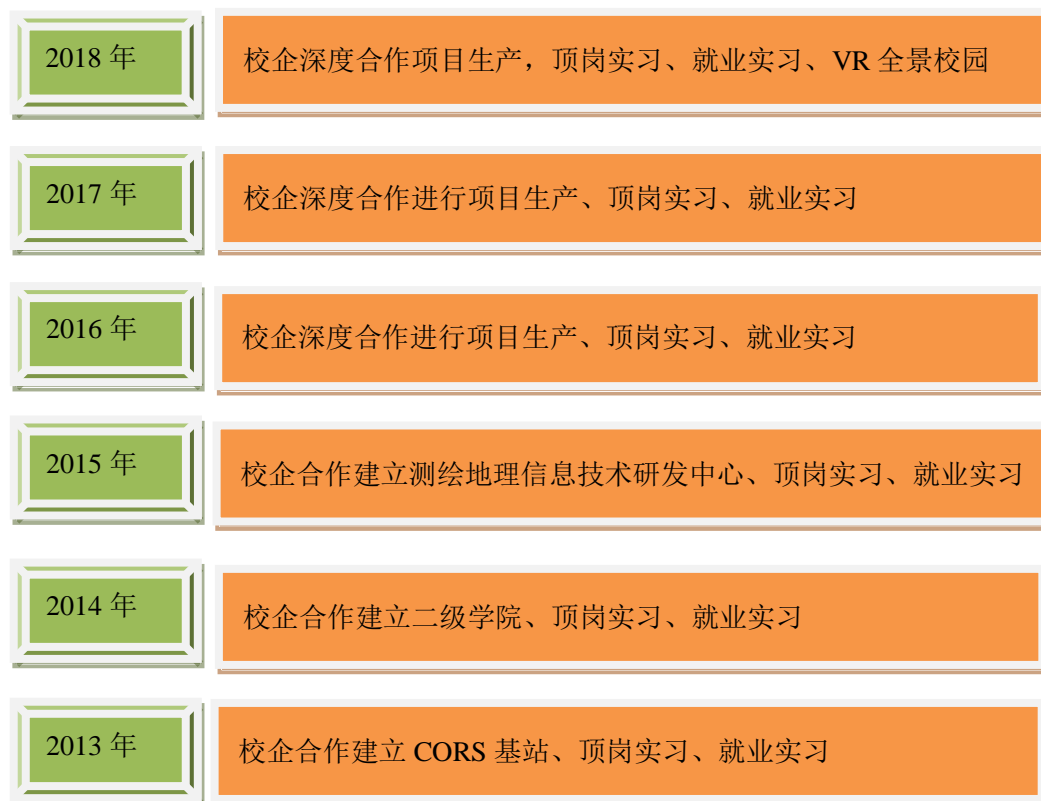 2018 年
校企深度合作项目生产，顶岗实习、就业实习、VR 全景校园
2017 年
校企深度合作进行项目生产、顶岗实习、就业实习
2016 年
校企深度合作进行项目生产、顶岗实习、就业实习
2015 年
校企合作建立测绘地理信息技术研发中心、顶岗实习、就业实习
2014 年
校企合作建立二级学院、顶岗实习、就业实习
2013 年
校企合作建立 CORS 基站、顶岗实习、就业实习